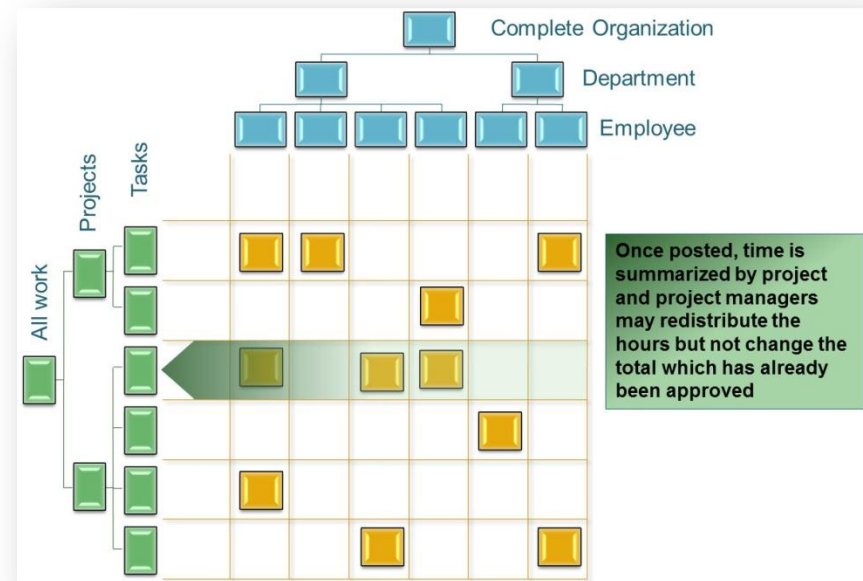 Complete Organization
Department
Employee
All work
Projects
Tasks
Once posted, time is
summarized by project
and project managers
may redistribute the
hours but not change the
total which has already
been approved